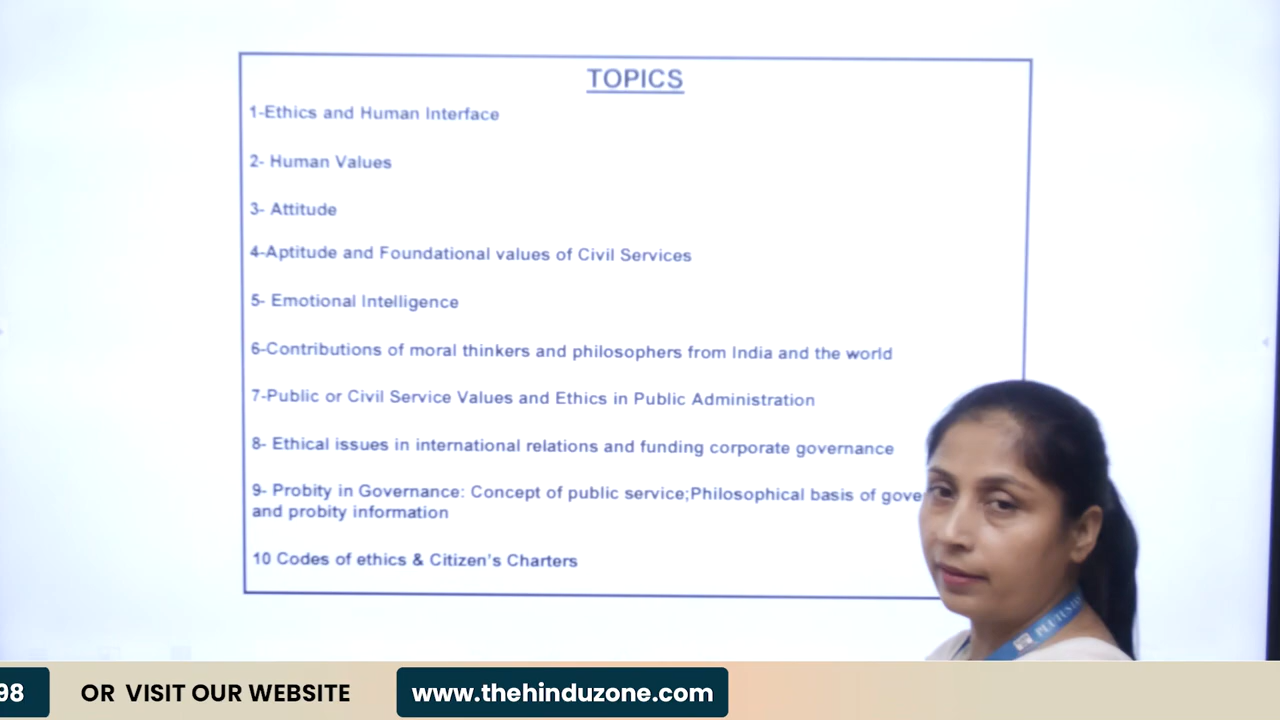 TOPICS
1-Ethics and Human Interface
2- Human Values
3- Attitude
4-Aptitude and Foundational values of Civil Services
5- Emotional Intelligence
6-Contributions of moral thinkers and philosophers from India and the world
7-Public or Civil Service Values and Ethics in Public Administration
8- Ethical issues in international relations and funding corporate governance
9- Probity in Governance: Concept of public service;Philosophical basis of
and probity information
10 Codes of ethics & Citizen's Charters
98 OR VISIT OUR WEBSITE www.thehinduzone.com